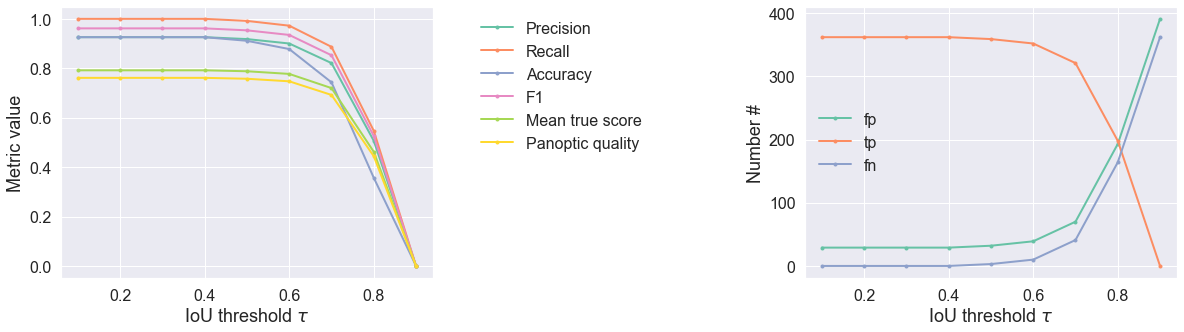 1.0
0.8
0.6
0.4
0.2
0.0
Metric value
0.2 0.4 0.6 0.8
IoU threshold τ
Precision
Recall
Accuracy
F1
Mean true score
Panoptic quality
400
300
200
100
0
Number #
fp
tp
fn
0.2 0.4 0.6 0.8
IoU threshold τ